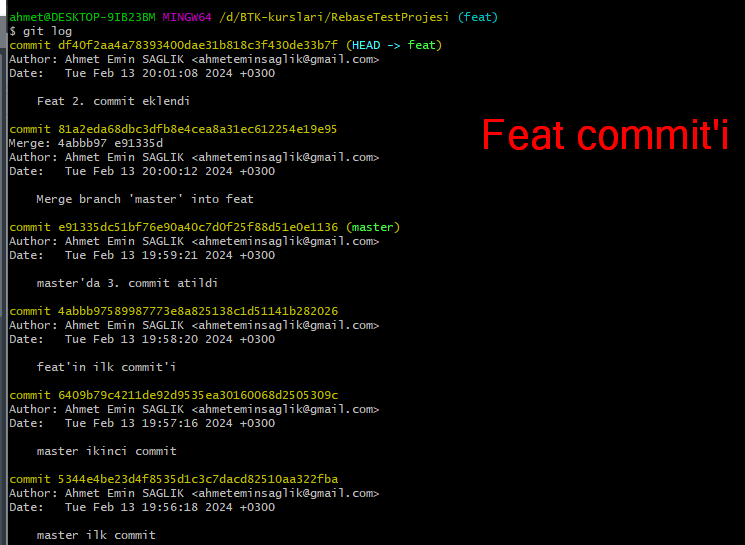 ahmet@DESKTOP-9IB23BM MINGW64 /d/BTK-kurslari/RebaseTestProjesi (feat)
$ git log
commit df40f2aa4a78393400dae31b818c3f430de33b7f (HEAD -> feat)
Author: Ahmet Emin SAGLIK <ahmeteminsaglik@gmail.com>
Date:   Tue Feb 13 20:01:08 2024 +0300
    Feat 2. commit eklendi
commit 81a2eda68dbc3dfb8e4cea8a31ec612254e19e95
Feat commit'i
Merge: 4abbb97 e91335d
Author: Ahmet Emin SAGLIK <ahmeteminsaglik@gmail.com>
Date:   Tue Feb 13 20:00:12 2024 +0300
    Merge branch 'master' into feat
commit e91335dc51bf76e90a40c7d0f25f88d51e0e1136 (master)
Author: Ahmet Emin SAGLIK <ahmeteminsaglik@gmail.com>
Date:   Tue Feb 13 19:59:21 2024 +0300
    master'da 3. commit atildi
commit 4abbb97589987773e8a825138c1d51141b282026
Author: Ahmet Emin SAGLIK <ahmeteminsaglik@gmail.com>
Date:   Tue Feb 13 19:58:20 2024 +0300
    feat'in ilk commit'i
commit 6409b79c4211de92d9535ea30160068d2505309c
Author: Ahmet Emin SAGLIK <ahmeteminsaglik@gmail.com>
Date:   Tue Feb 13 19:57:16 2024 +0300
    master ikinci commit
commit 5344e4be23d4f8535d1c3c7dacd82510aa322fba
Author: Ahmet Emin SAGLIK <ahmeteminsaglik@gmail.com>
Date:   Tue Feb 13 19:56:18 2024 +0300
    master ilk commit